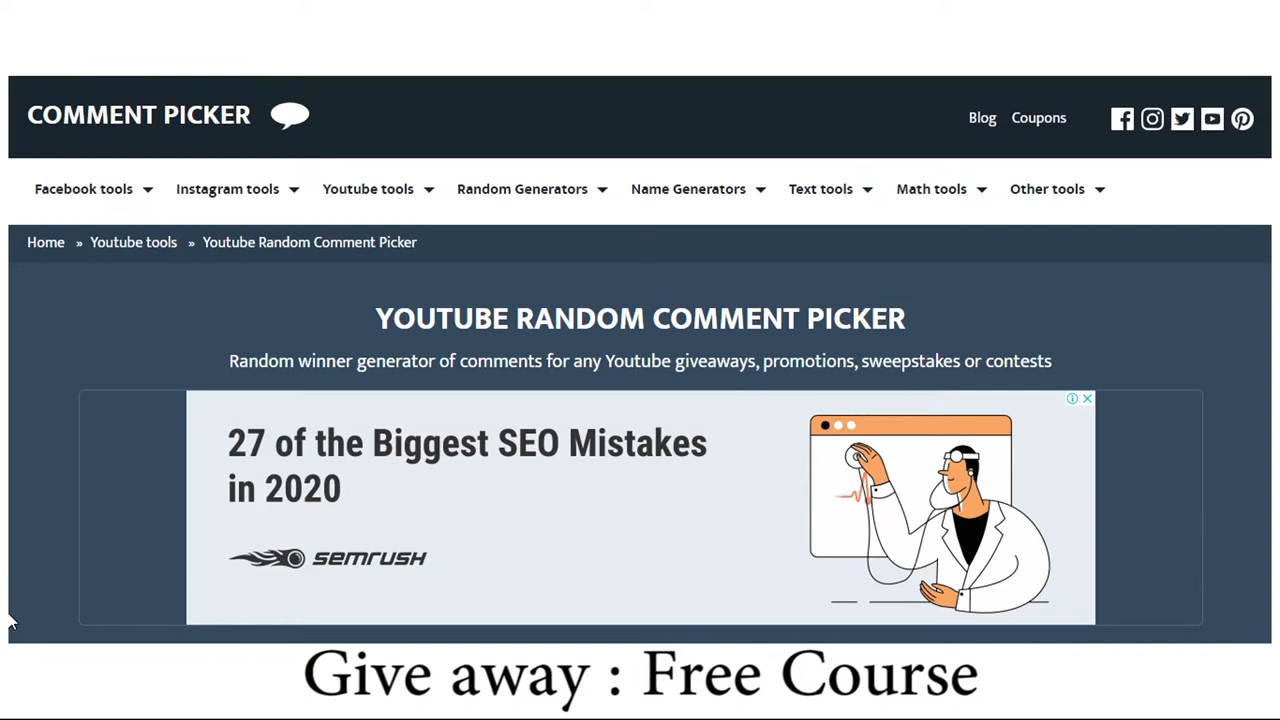 COMMENT PICKER
Blog Coupons
Facebook tools Instagram tools Youtube tools Random Generators Name Generators Text tools Math tools Other tools
Home » Youtube tools » Youtube Random Comment Picker
YOUTUBE RANDOM COMMENT PICKER
Random winner generator of comments for any Youtube giveaways, promotions, sweepstakes or contests
27 of the Biggest SEO Mistakes
in 2020
semrush
Give away : Free Course